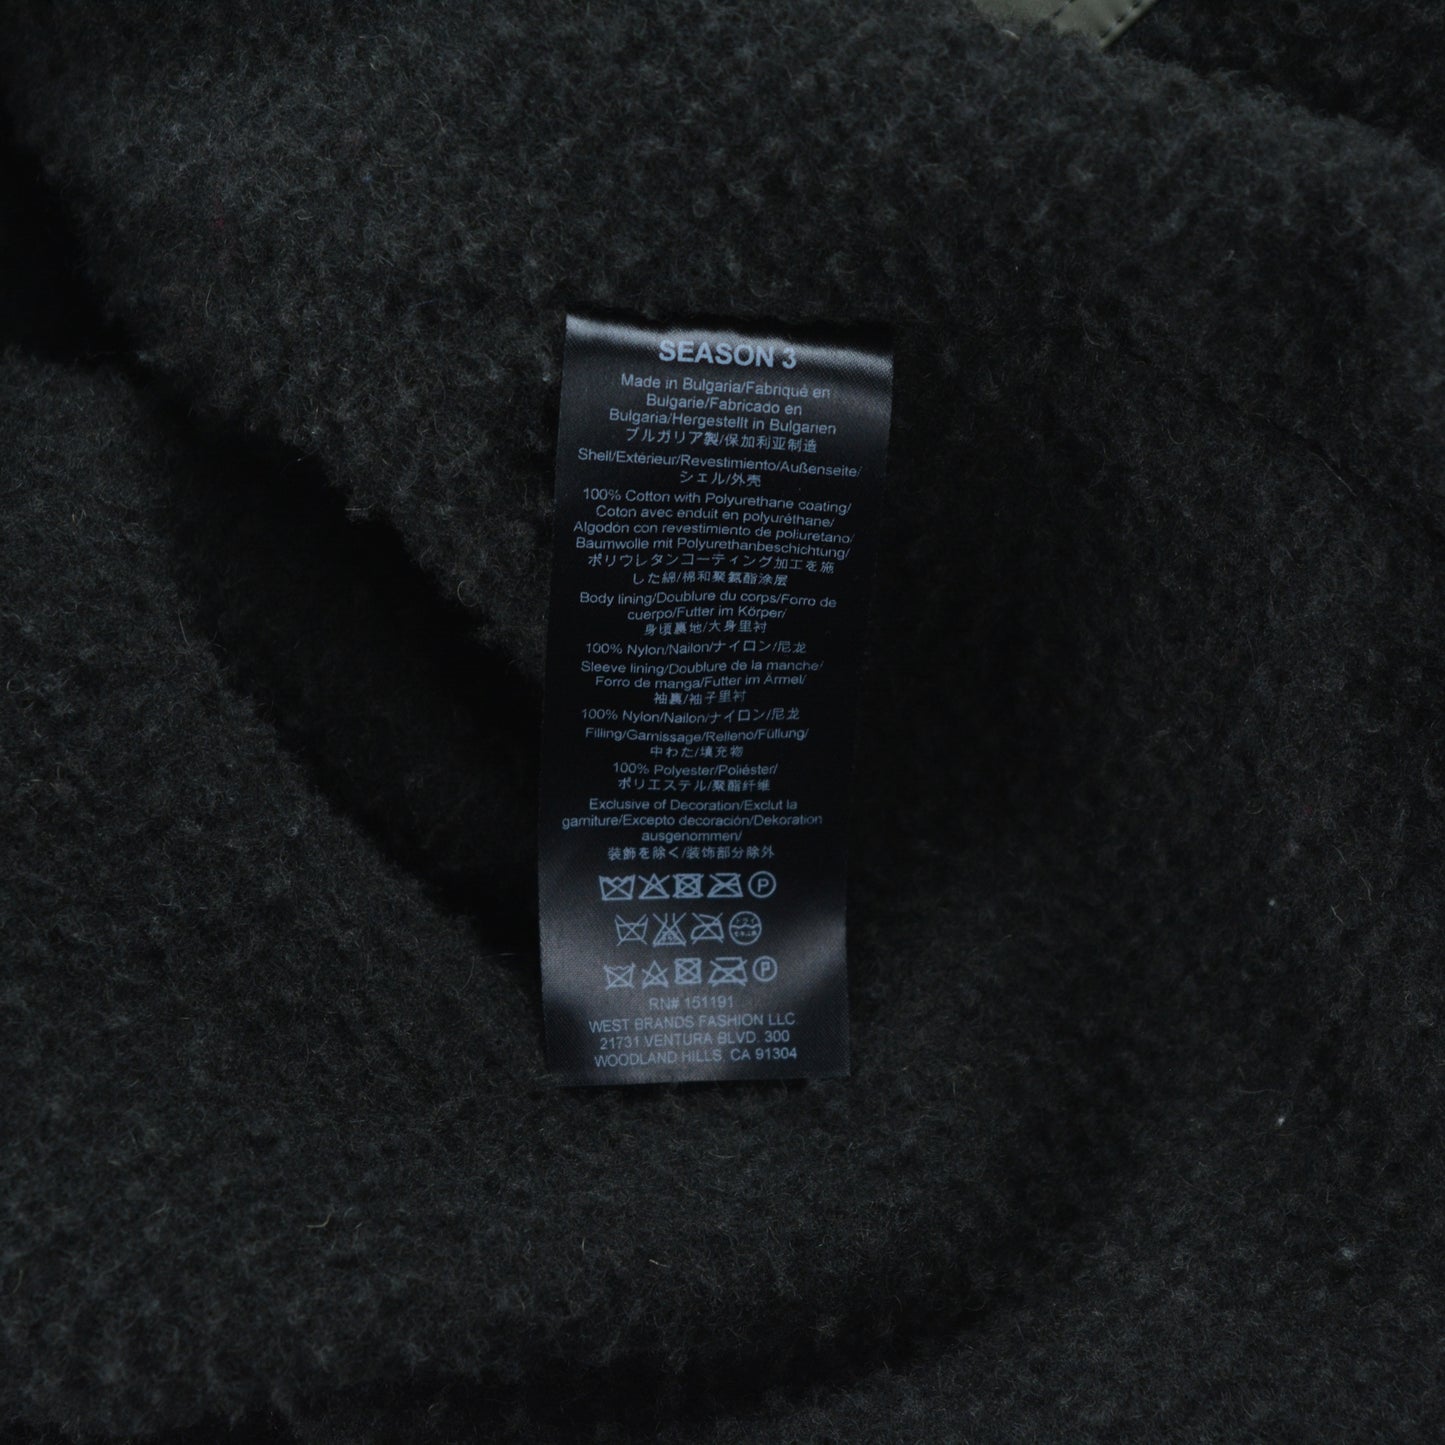 SEASON 3
Made in Bulgaria/Fabriqué en
Bulgarie/Fabricado en
Bulgaria/Hergestellt in Bulgarien
ブルガリア製/保加利亚制造
Shell/Extérieur/Revestimiento/Außenseite/
シェル/外壳
100% Cotton with Polyurethane coating/
Coton avec enduit en polyuréthane/
Algodón con revestimiento de poliuretano/
Baumwolle mit Polyurethanbeschichtung/
ポリウレタンコーティング加工を施
した綿/棉和聚氨酯涂层
Body lining/Doublure du corps/Forro de
cuerpo/Futter im Körper/
身頃裏地/大身里衬
100% Nylon/Nailon/ナイロン/尼龙
Sleeve lining/Doublure de la manche/
Forro de manga/Futter im Ärmel/
袖裏/袖子里衬
100% Nylon/Nailon/ナイロン/尼龙
Filling/Garnissage/Relleno/Füllung/
中わた/填充物
100% Polyester/Poliéster/
ポリエステル/聚酯纤维
Exclusive of Decoration/Exclut la
garniture/Excepto decoración/Dekoration
ausgenommen/
装飾を除く/装饰部分除外
P
P
RN# 151191
WEST BRANDS FASHION LLC
21731 VENTURA BLVD. 300
WOODLAND HILLS, CA 91304